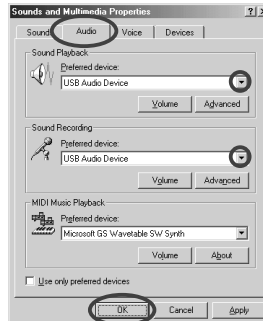 Sounds and Multimedia Properties
Sounds Audio Voice Devices
Sound Playback
Preferred device:
USB Audio Device
Volume Advanced
Sound Recording
Preferred device:
USB Audio Device
Volume Advanced
MIDI Music Playback
Preferred device:
Microsoft GS Wavetable SW Synth
Volume About
Use only preferred devices
OK Cancel Apply